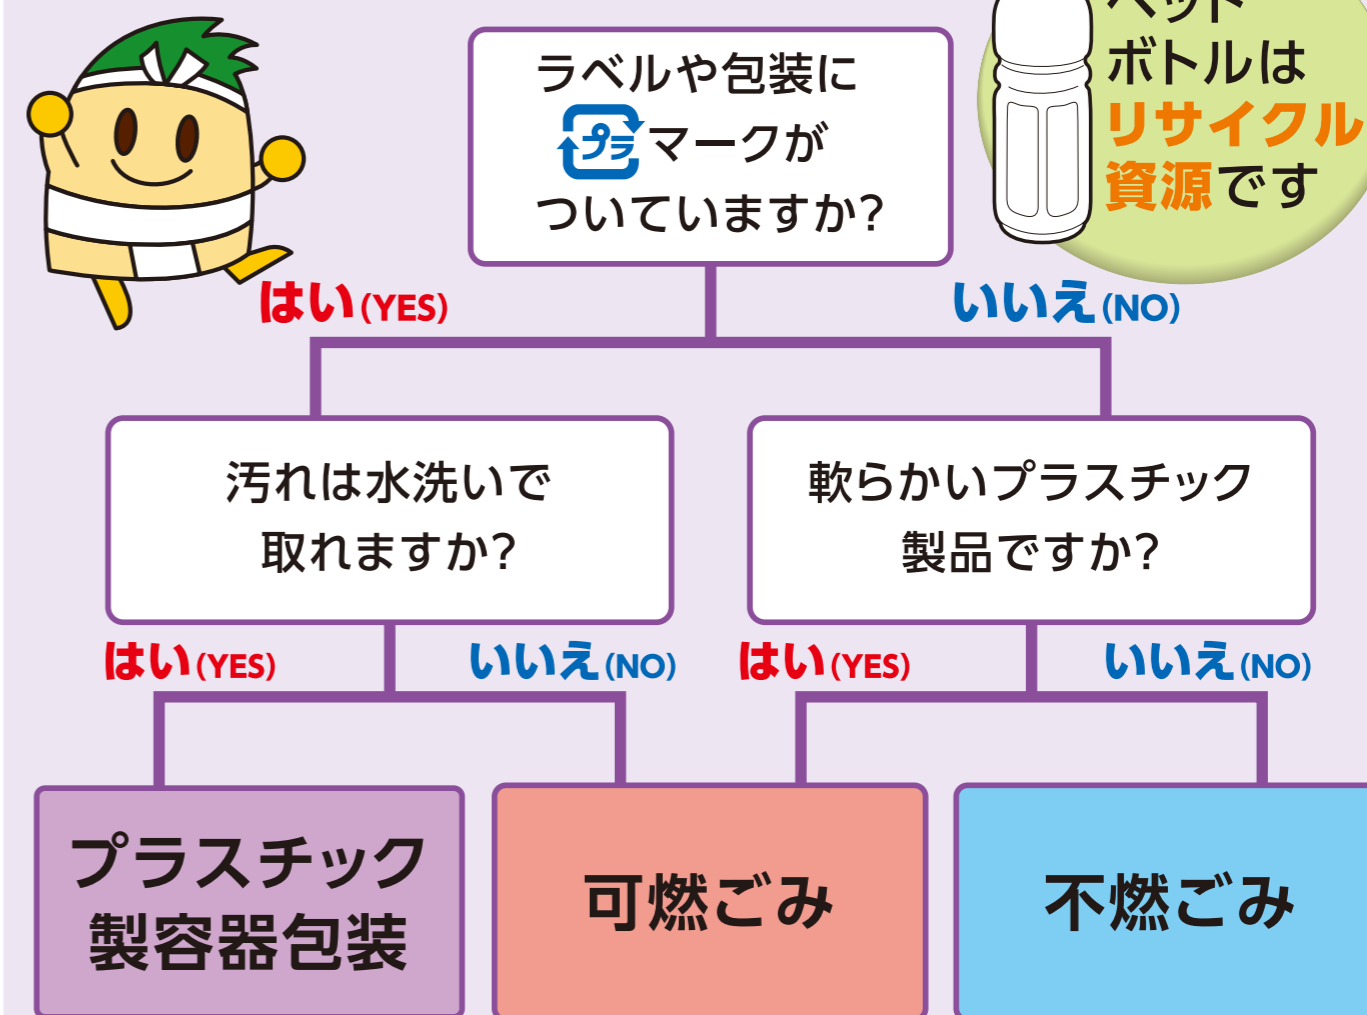 ラベルや包装に
プラマークが
ついていますか?
ペット
ボトルは
リサイクル
資源です
はい(YES)
いいえ(NO)
汚れは水洗いで
取れますか?
軟らかいプラスチック
製品ですか?
はい(YES)
いいえ(NO)
はい(YES)
いいえ(NO)
プラスチック
製容器包装
可燃ごみ
不燃ごみ